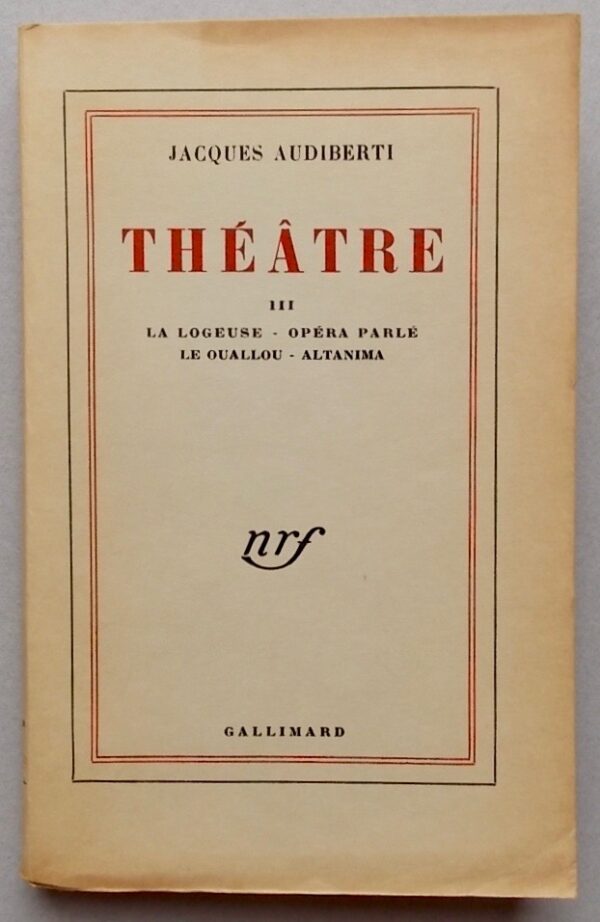 JACQUES AUDIBERTI
THÉÂTRE
III
LA LOGEUSE - OPÉRA PARLÉ
LE OUALLOU - ALTANIMA
nrf
GALLIMARD